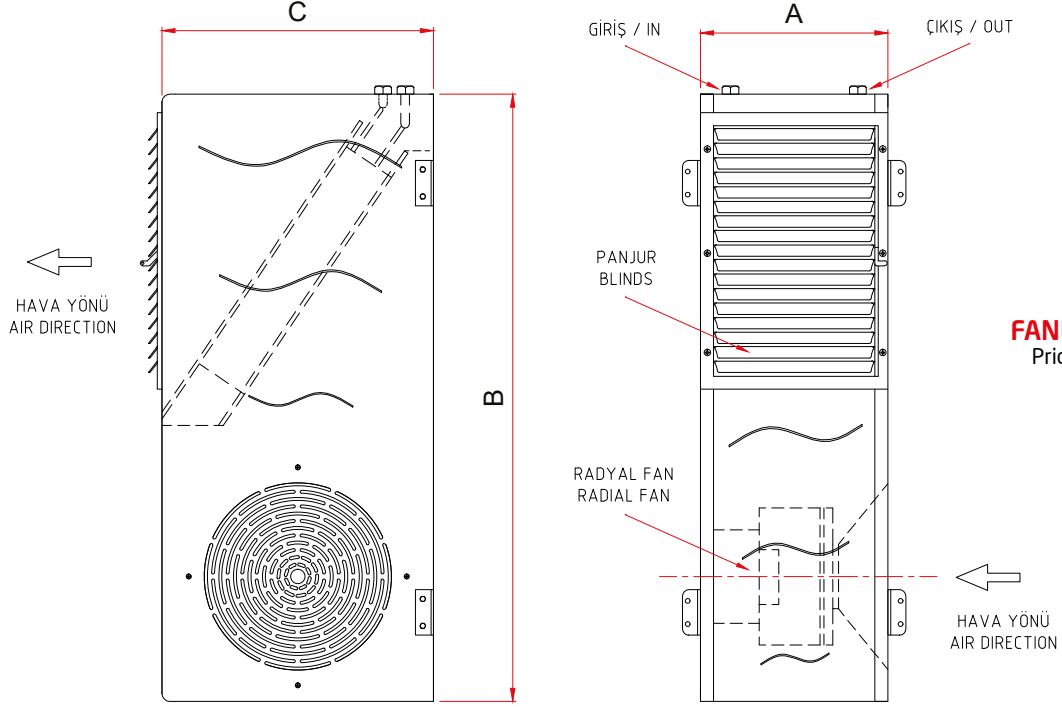 C
A
GİRİŞ / IN
ÇIKIŞ / OUT
PANJUR
BLINDS
HAVA YÖNÜ
AIR DIRECTION
B
RADYAL FAN
RADIAL FAN
HAVA YÖNÜ
AIR DIRECTION